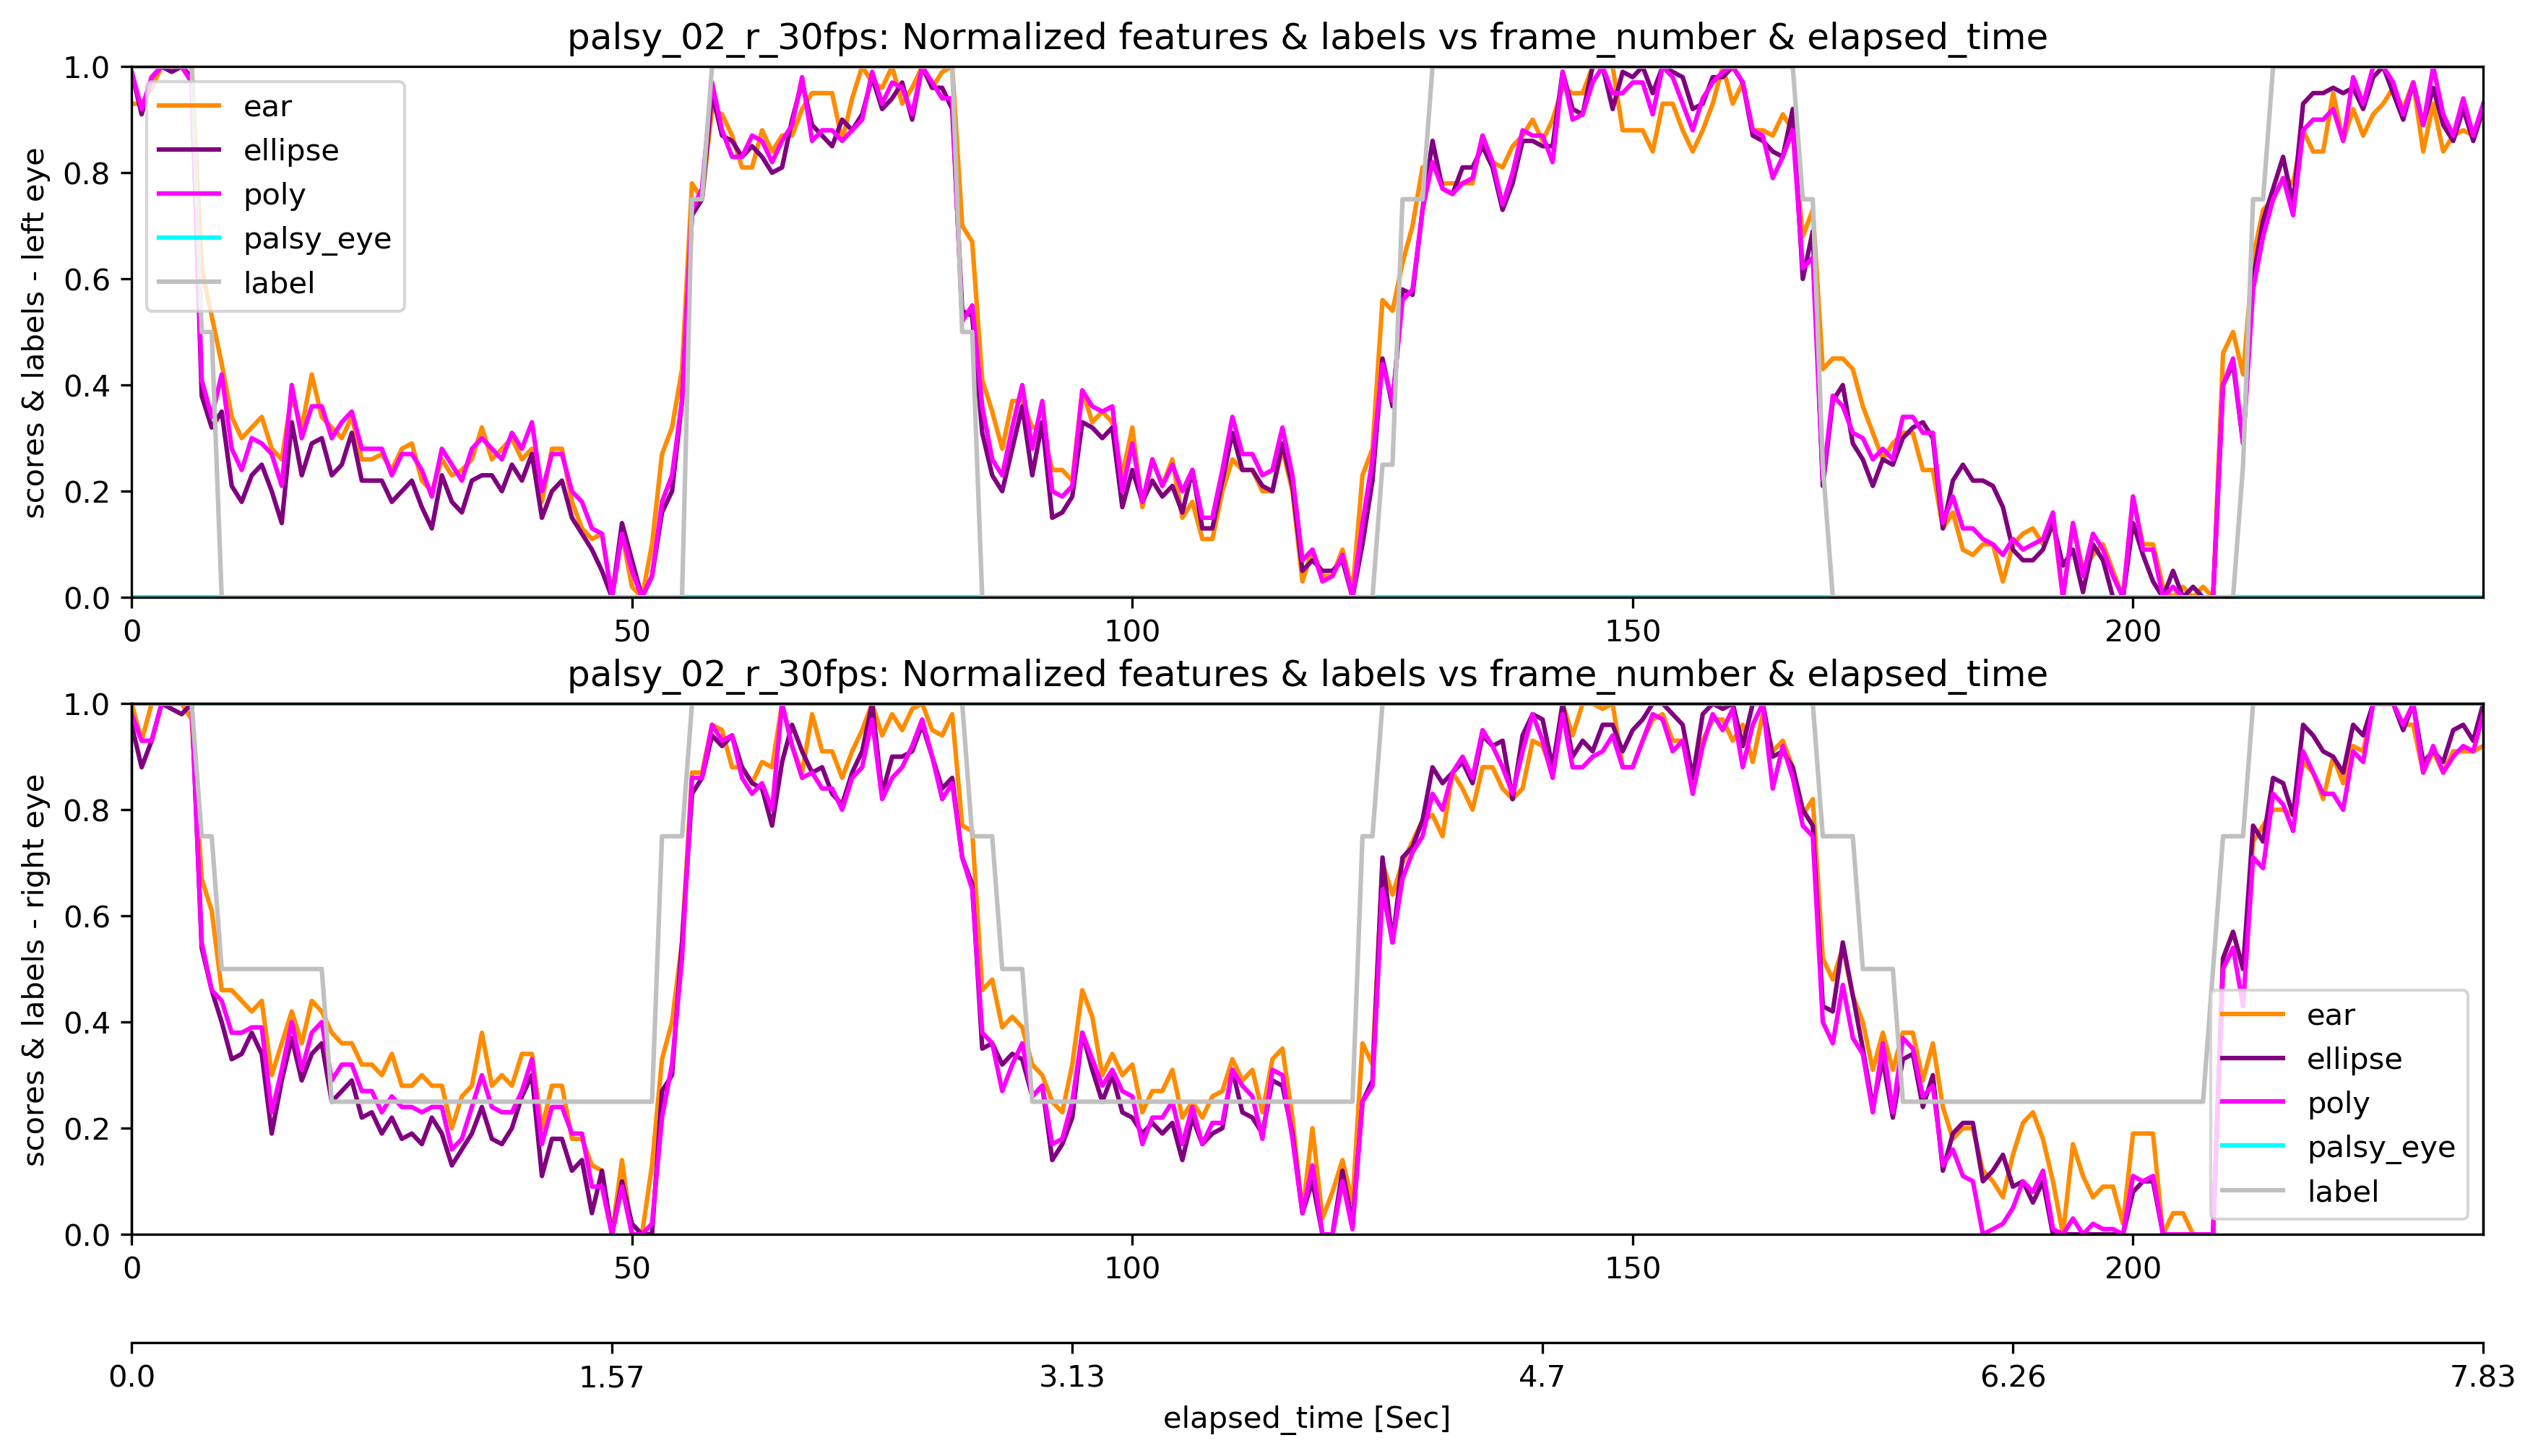 palsy_02_r_30fps: Normalized features & labels vs frame_number & elapsed_time
scores & labels - left eye
1.0
0.8
0.6
0.4
0.2
0.0
ear
ellipse
poly
palsy_eye
label
0 50 100 150 200
palsy_02_r_30fps: Normalized features & labels vs frame_number & elapsed_time
scores & labels - right eye
1.0
0.8
0.6
0.4
0.2
0.0
ear
ellipse
poly
palsy_eye
label
0 50 100 150 200
0.0 1.57 3.13 4.7 6.26 7.83
elapsed_time [Sec]